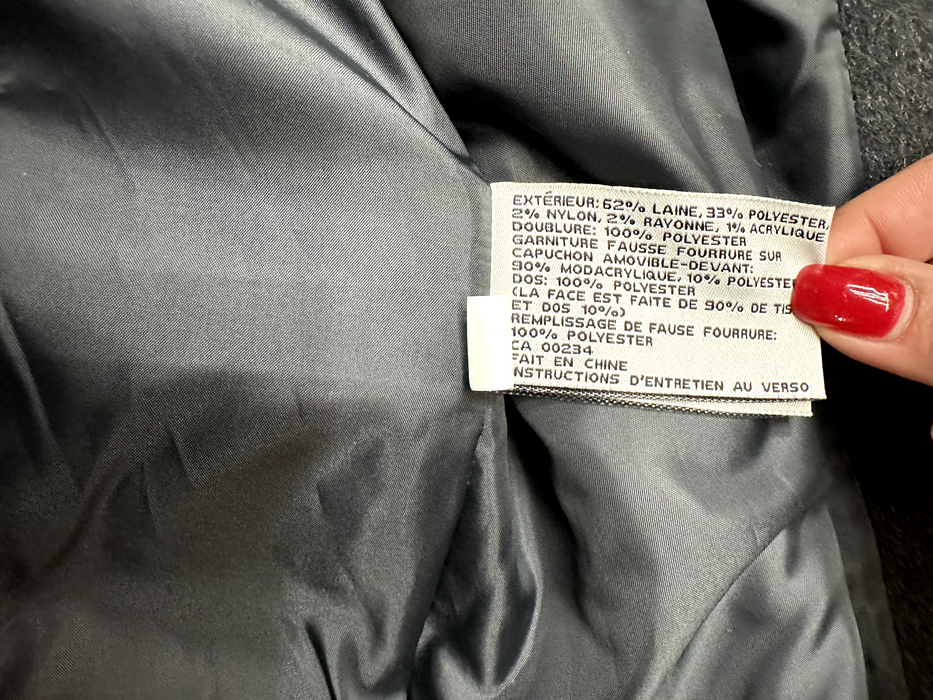 EXTÉRIEUR: 62% LAINE, 33% POLYESTER,
2% NYLON, 2% RAYONNE, 1% ACRYLIQUE
DOUBLURE: 100% POLYESTER
GARNITURE FAUSSE FOURRURE SUR
CAPUCHON AMOVIBLE-DEVANT:
90% MODACRYLIQUE, 10% POLYESTER
DOS: 100% POLYESTER
(LA FACE EST FAITE DE 90% DE TIS
ET DOS 10%)
REMPLISSAGE DE FAUSE FOURRURE:
100% POLYESTER
CA 00234
FAIT EN CHINE
INSTRUCTIONS D'ENTRETIEN AU VERSO